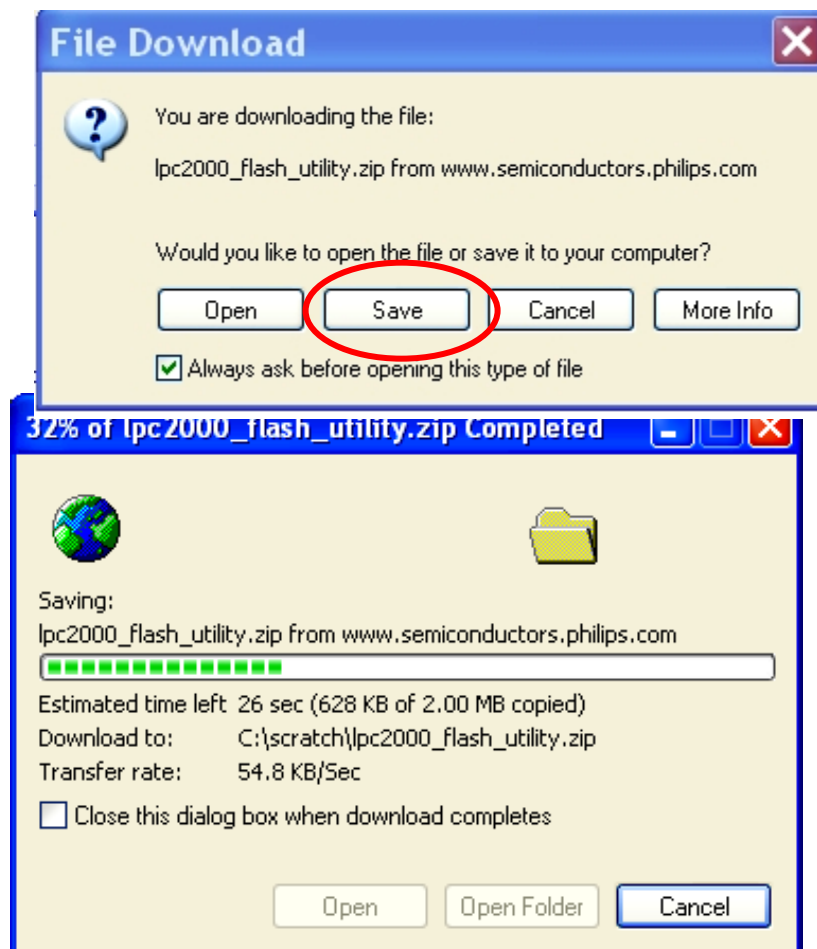 File Download
You are downloading the file:
lpc2000_flash_utility.zip from www.semiconductors.philips.com
Would you like to open the file or save it to your computer?
Open Save Cancel More Info
Always ask before opening this type of file
32% of lpc2000_flash_utility.zip Completed
Saving:
lpc2000_flash_utility.zip from www.semiconductors.philips.com
Estimated time left 26 sec (628 KB of 2.00 MB copied)
Download to: C:\scratch\lpc2000_flash_utility.zip
Transfer rate: 54.8 KB/Sec
Close this dialog box when download completes
Open Open Folder Cancel